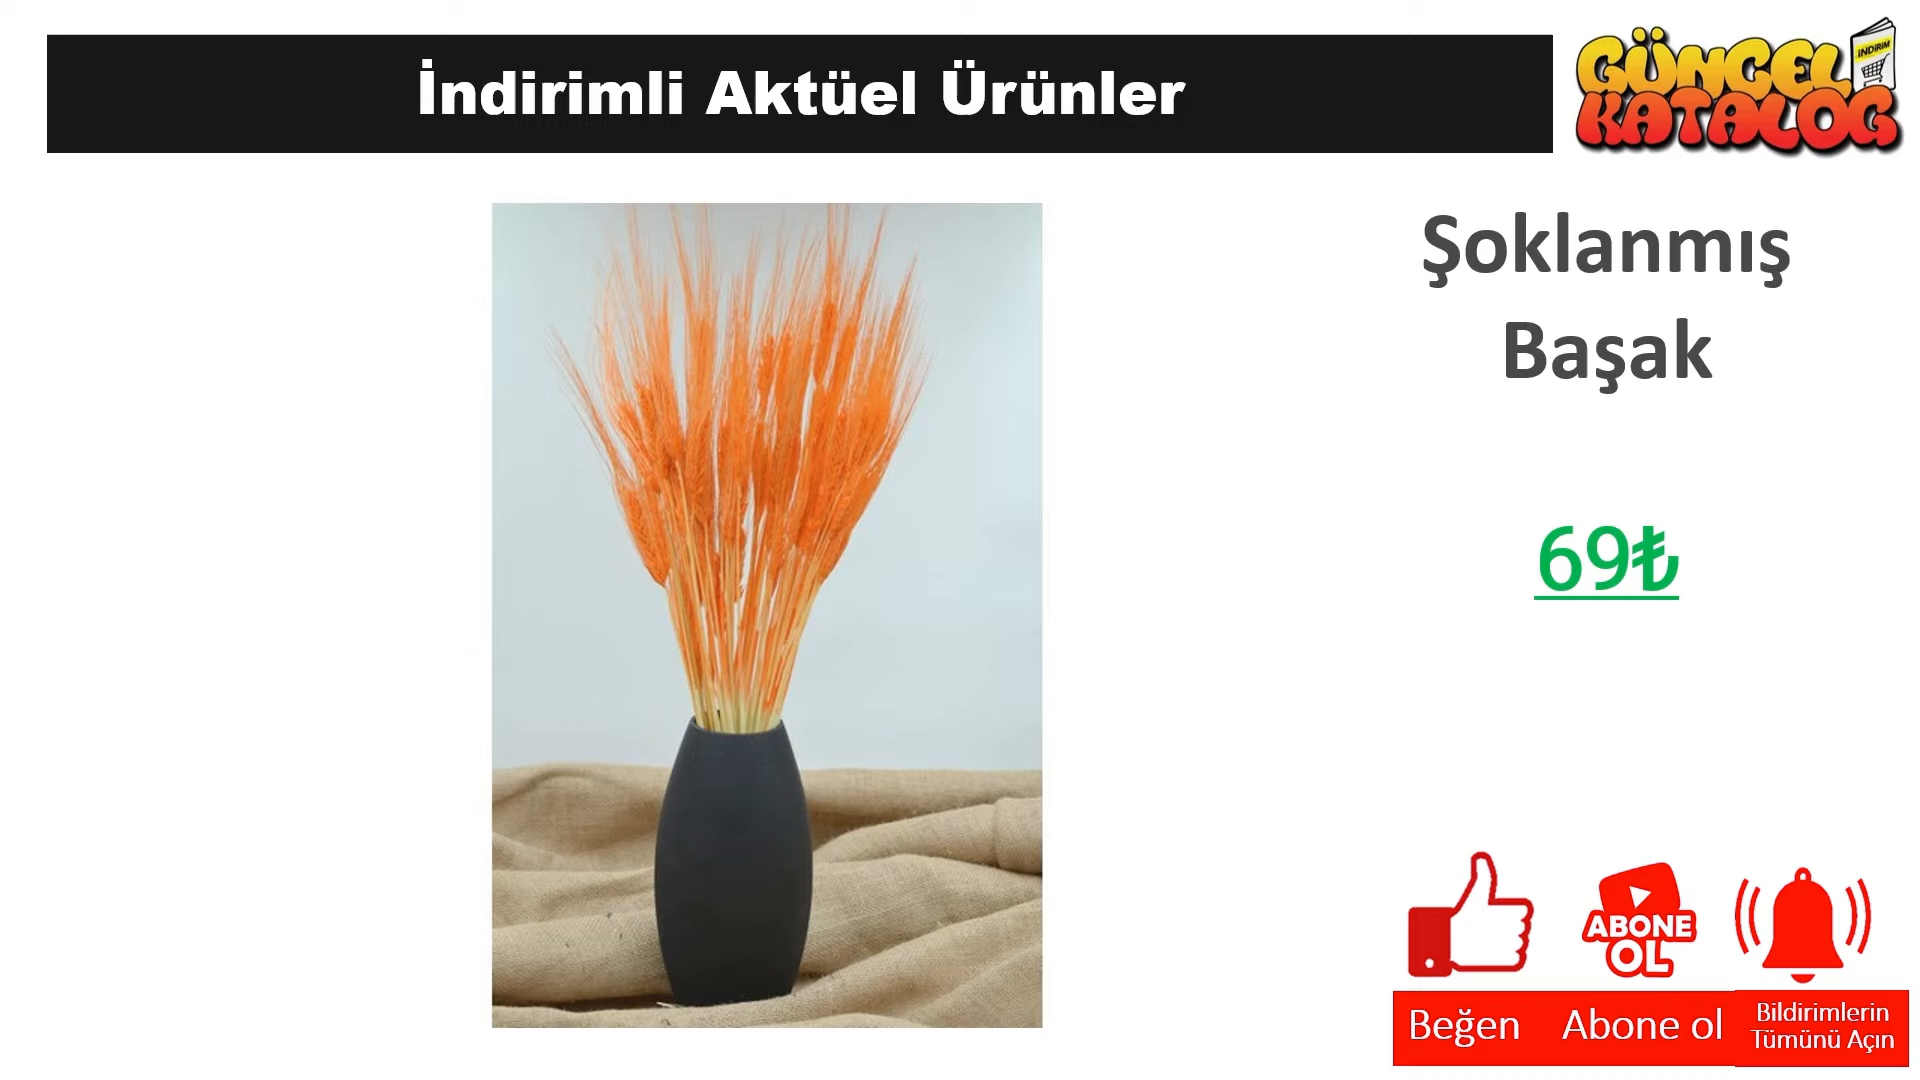 İndirimli Aktüel Ürünler
GÜNCEL
KATALOG
İNDİRİM
Şoklanmış
Başak
69₺
ABONE
OL
Beğen
Abone ol
Bildirimlerin
Tümünü Açın